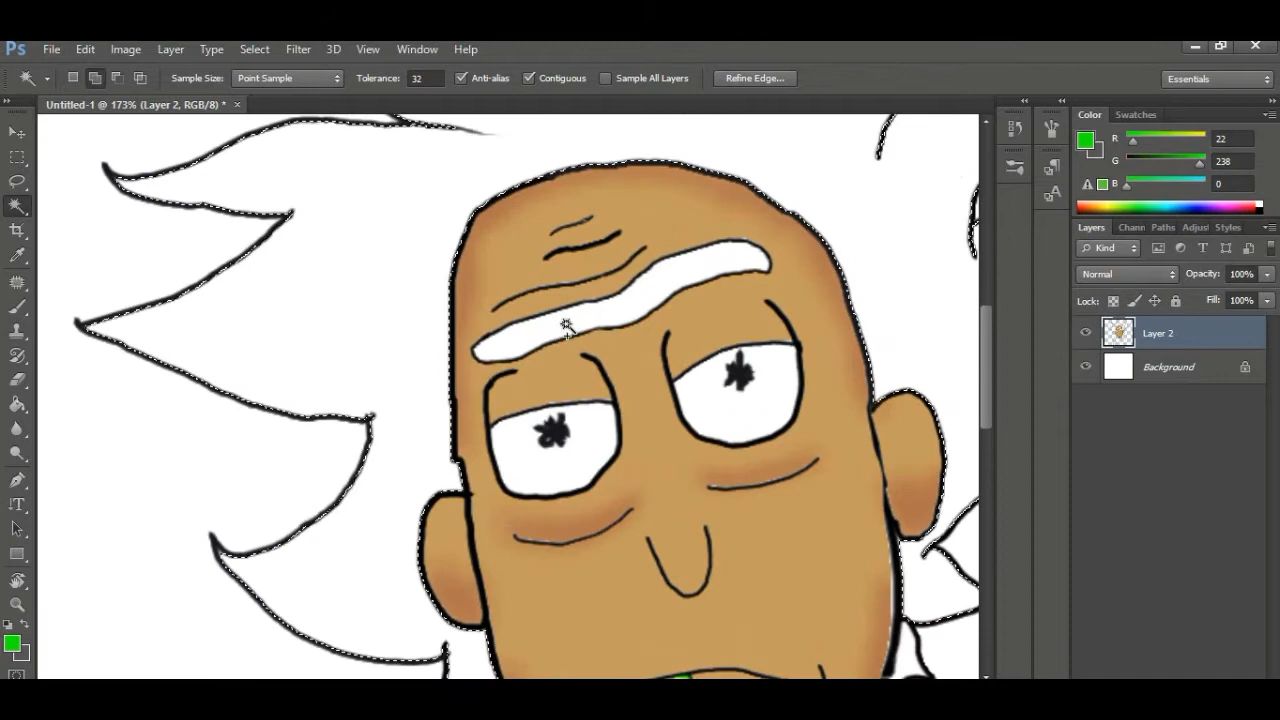 Ps File Edit Image Layer Type Select Filter 3D View Window Help
Sample Size: Point Sample Tolerance: 32 Anti-alias Contiguous Sample All Layers Refine Edge... Essentials
Untitled-1 @ 173% (Layer 2, RGB/8) * ×
Color Swatches
R 22
G 238
B 0
Layers Chann Paths Adjus Styles
Kind
Normal Opacity: 100%
Lock: Fill: 100%
Layer 2
Background